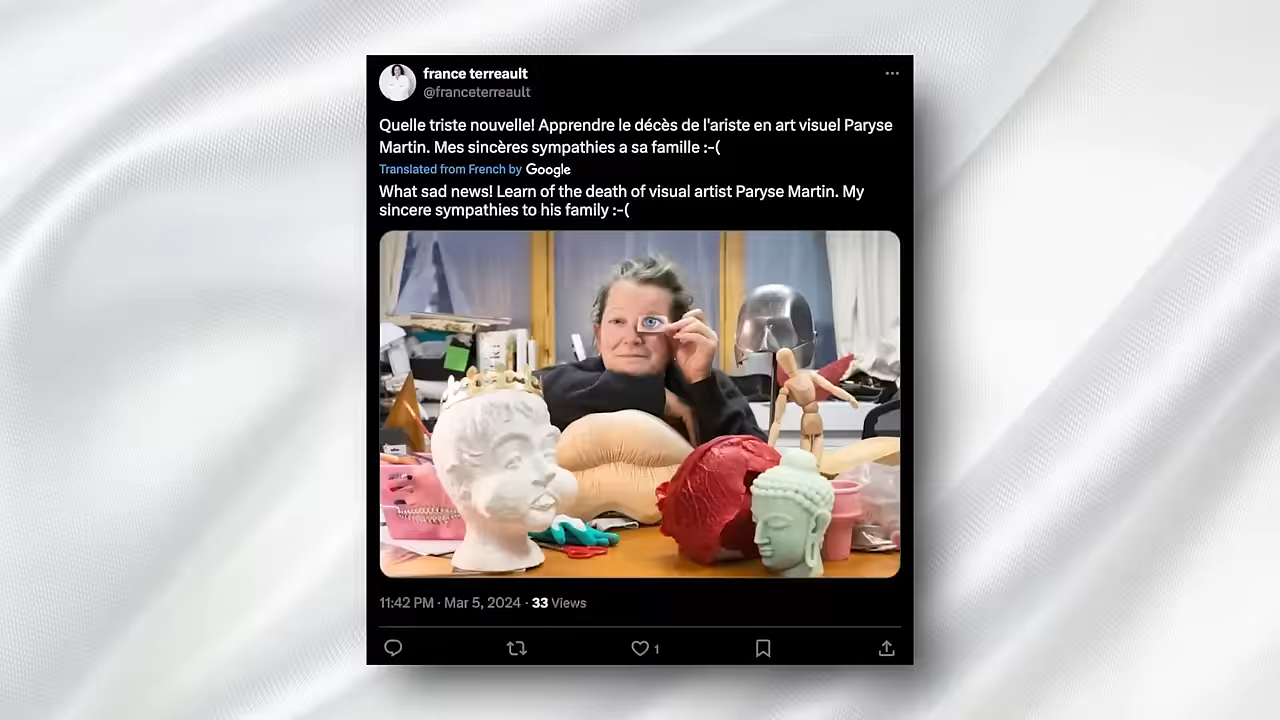 france terreault
@franceterreault
Quelle triste nouvelle! Apprendre le décès de l'ariste en art visuel Paryse
Martin. Mes sincères sympathies a sa famille :-(
Translated from French by Google
What sad news! Learn of the death of visual artist Paryse Martin. My
sincere sympathies to his family :-(
11:42 PM · Mar 5, 2024 · 33 Views
1